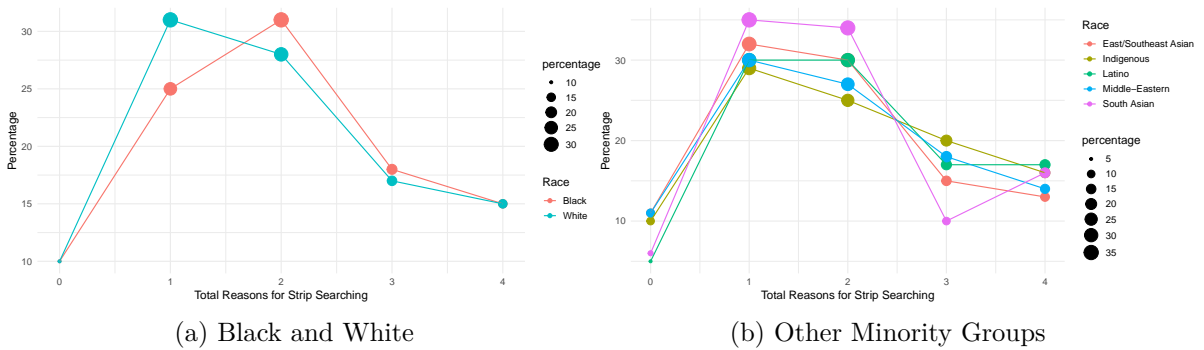 Percentage
30
25
20
15
10
0
1
2
3
4
Total Reasons for Strip Searching
percentage
10
15
20
25
30
Race
Black
White
(a) Black and White
Percentage
30
20
10
0
1
2
3
4
Total Reasons for Strip Searching
Race
East/Southeast Asian
Indigenous
Latino
Middle−Eastern
South Asian
percentage
5
10
15
20
25
30
35
(b) Other Minority Groups